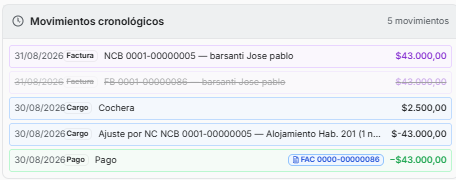 Movimientos cronológicos 5 movimientos
31/08/2026 Factura NCB 0001-00000005 — barsanti Jose pablo $43.000,00
31/08/2026 Factura FB 0001-00000086 — barsanti Jose pablo $43.000,00
30/08/2026 Cargo Cochera $2.500,00
30/08/2026 Cargo Ajuste por NC NCB 0001-00000005 — Alojamiento Hab. 201 (1 n... $-43.000,00
30/08/2026 Pago Pago FAC 0000-00000086 −$43.000,00